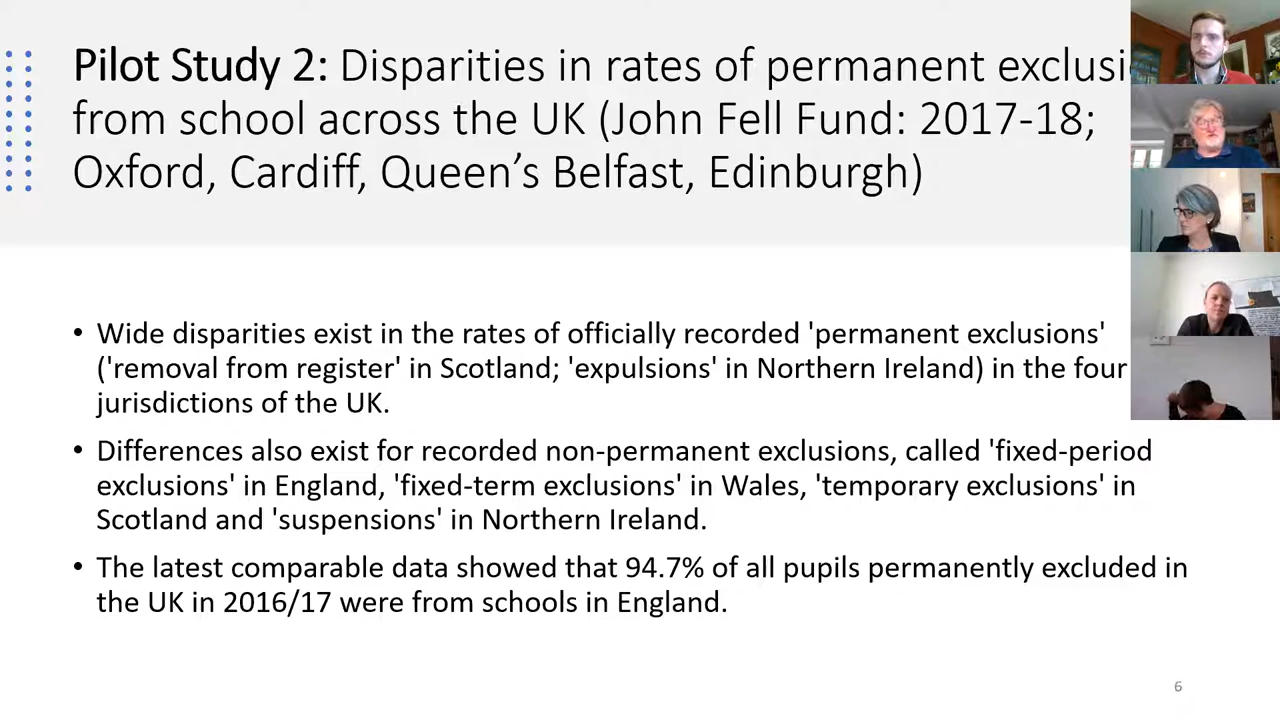 Pilot Study 2: Disparities in rates of permanent exclusi
from school across the UK (John Fell Fund: 2017-18;
Oxford, Cardiff, Queen’s Belfast, Edinburgh)
• Wide disparities exist in the rates of officially recorded 'permanent exclusions'
('removal from register' in Scotland; 'expulsions' in Northern Ireland) in the four
jurisdictions of the UK.
• Differences also exist for recorded non-permanent exclusions, called 'fixed-period
exclusions' in England, 'fixed-term exclusions' in Wales, 'temporary exclusions' in
Scotland and 'suspensions' in Northern Ireland.
• The latest comparable data showed that 94.7% of all pupils permanently excluded in
the UK in 2016/17 were from schools in England.
6